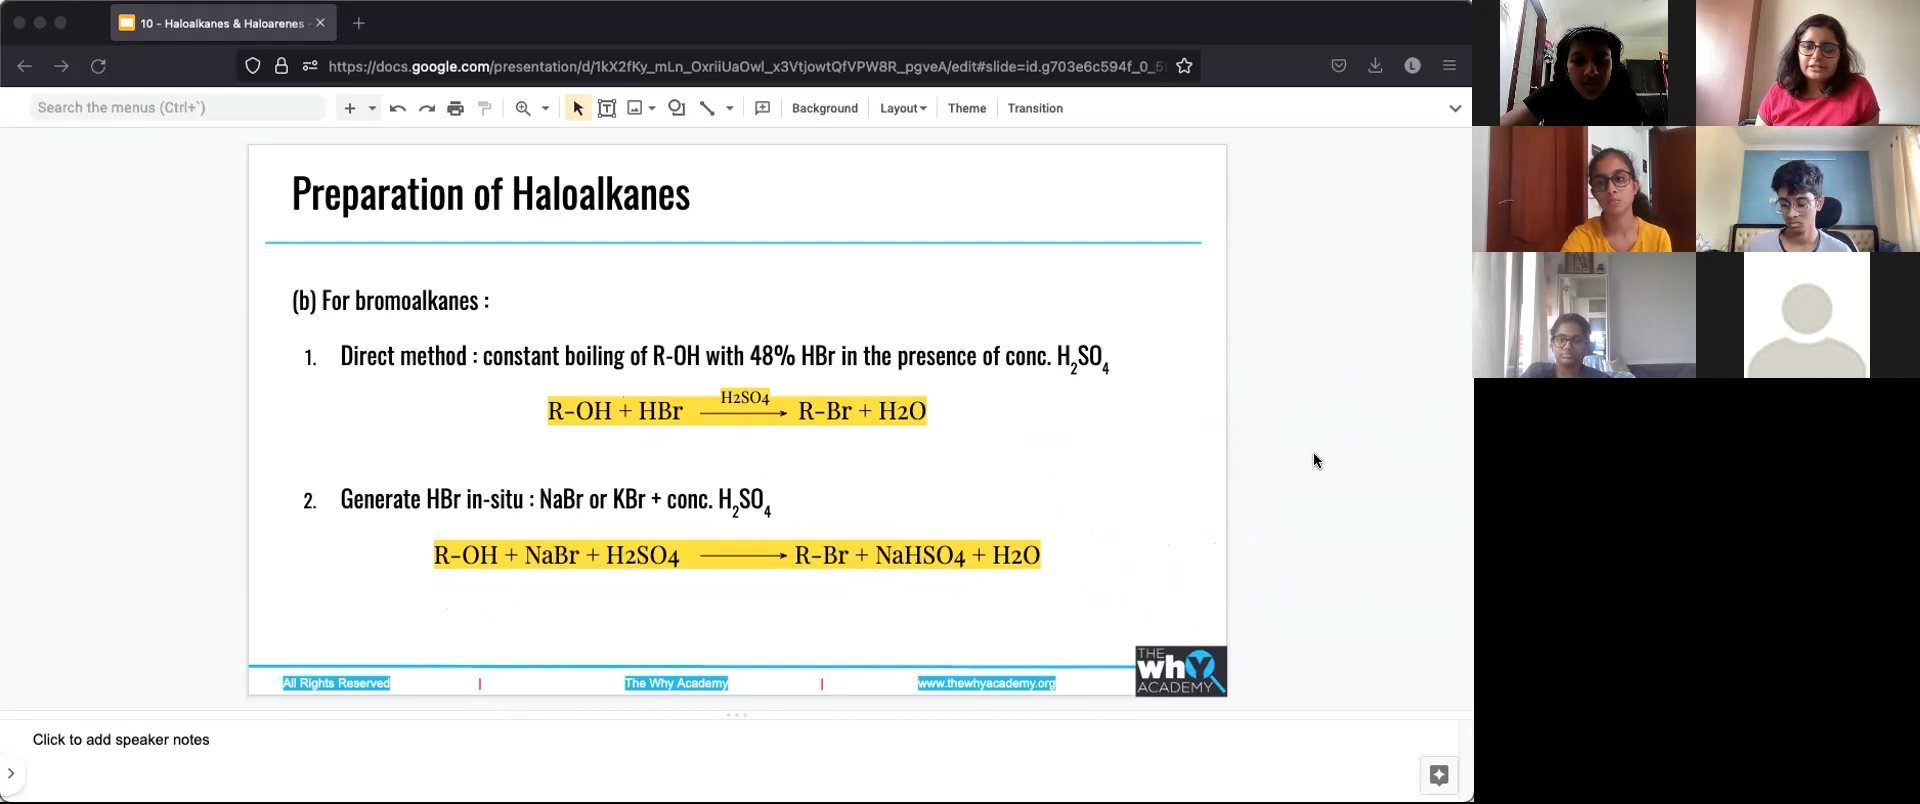 10 - Haloalkanes & Haloarenes -
https://docs.google.com/presentation/d/1kX2fKy_mLn_OxriiUaOwl_x3VtjowtQfVPW8R_pgveA/edit#slide=id.g703e6c594f_0_5
L
Search the menus (Ctrl+`)
Background
Layout
Theme
Transition
Preparation of Haloalkanes
(b) For bromoalkanes :
1. Direct method : constant boiling of R-OH with 48% HBr in the presence of conc. H2SO4
H2SO4
R-OH + HBr → R-Br + H2O
2. Generate HBr in-situ : NaBr or KBr + conc. H2SO4
R-OH + NaBr + H2SO4 → R-Br + NaHSO4 + H2O
All Rights Reserved | The Why Academy | www.thewhyacademy.org
THE
whY
ACADEMY
Click to add speaker notes